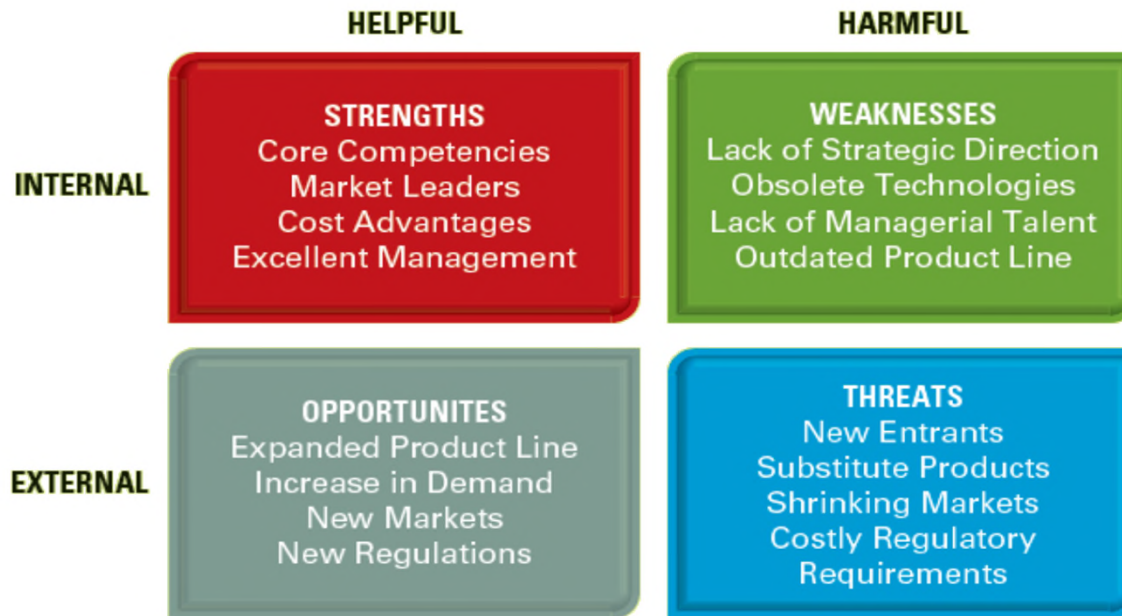 HELPFUL
HARMFUL
INTERNAL
STRENGTHS
Core Competencies
Market Leaders
Cost Advantages
Excellent Management
WEAKNESSES
Lack of Strategic Direction
Obsolete Technologies
Lack of Managerial Talent
Outdated Product Line
EXTERNAL
OPPORTUNITES
Expanded Product Line
Increase in Demand
New Markets
New Regulations
THREATS
New Entrants
Substitute Products
Shrinking Markets
Costly Regulatory
Requirements